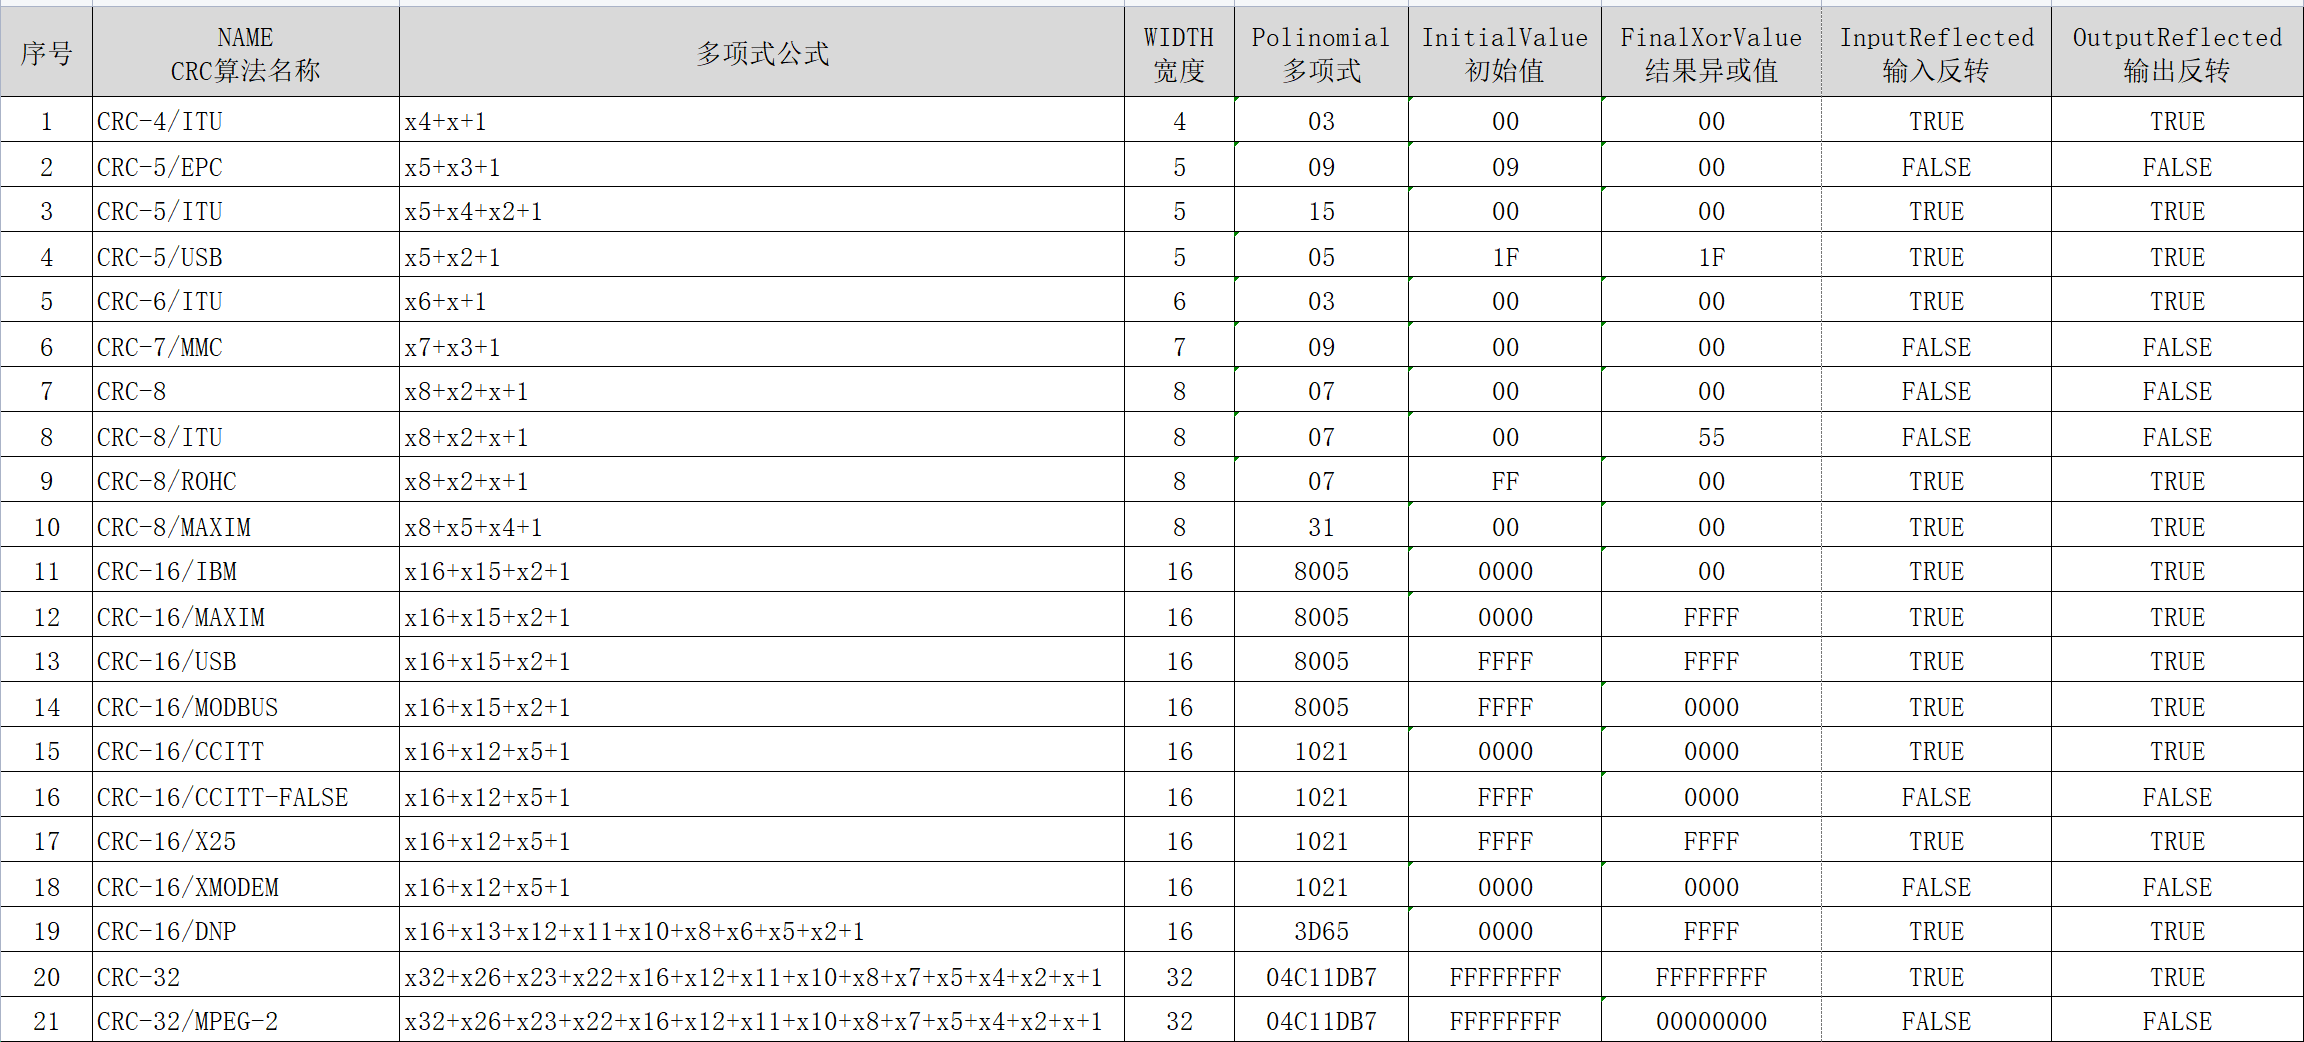 序号 NAME CRC算法名称 多项式公式 WIDTH 宽度 Polinomial 多项式 InitialValue 初始值 FinalXorValue 结果异或值 InputReflected 输入反转 OutputReflected 输出反转
1 CRC-4/ITU x4+x+1 4 03 00 00 TRUE TRUE
2 CRC-5/EPC x5+x3+1 5 09 09 00 FALSE FALSE
3 CRC-5/ITU x5+x4+x2+1 5 15 00 00 TRUE TRUE
4 CRC-5/USB x5+x2+1 5 05 1F 1F TRUE TRUE
5 CRC-6/ITU x6+x+1 6 03 00 00 TRUE TRUE
6 CRC-7/MMC x7+x3+1 7 09 00 00 FALSE FALSE
7 CRC-8 x8+x2+x+1 8 07 00 00 FALSE FALSE
8 CRC-8/ITU x8+x2+x+1 8 07 00 55 FALSE FALSE
9 CRC-8/ROHC x8+x2+x+1 8 07 FF 00 TRUE TRUE
10 CRC-8/MAXIM x8+x5+x4+1 8 31 00 00 TRUE TRUE
11 CRC-16/IBM x16+x15+x2+1 16 8005 0000 00 TRUE TRUE
12 CRC-16/MAXIM x16+x15+x2+1 16 8005 0000 FFFF TRUE TRUE
13 CRC-16/USB x16+x15+x2+1 16 8005 FFFF FFFF TRUE TRUE
14 CRC-16/MODBUS x16+x15+x2+1 16 8005 FFFF 0000 TRUE TRUE
15 CRC-16/CCITT x16+x12+x5+1 16 1021 0000 0000 TRUE TRUE
16 CRC-16/CCITT-FALSE x16+x12+x5+1 16 1021 FFFF 0000 FALSE FALSE
17 CRC-16/X25 x16+x12+x5+1 16 1021 FFFF FFFF TRUE TRUE
18 CRC-16/XMODEM x16+x12+x5+1 16 1021 0000 0000 FALSE FALSE
19 CRC-16/DNP x16+x13+x12+x11+x10+x8+x6+x5+x2+1 16 3D65 0000 FFFF TRUE TRUE
20 CRC-32 x32+x26+x23+x22+x16+x12+x11+x10+x8+x7+x5+x4+x2+x+1 32 04C11DB7 FFFFFFFF FFFFFFFF TRUE TRUE
21 CRC-32/MPEG-2 x32+x26+x23+x22+x16+x12+x11+x10+x8+x7+x5+x4+x2+x+1 32 04C11DB7 FFFFFFFF 00000000 FALSE FALSE